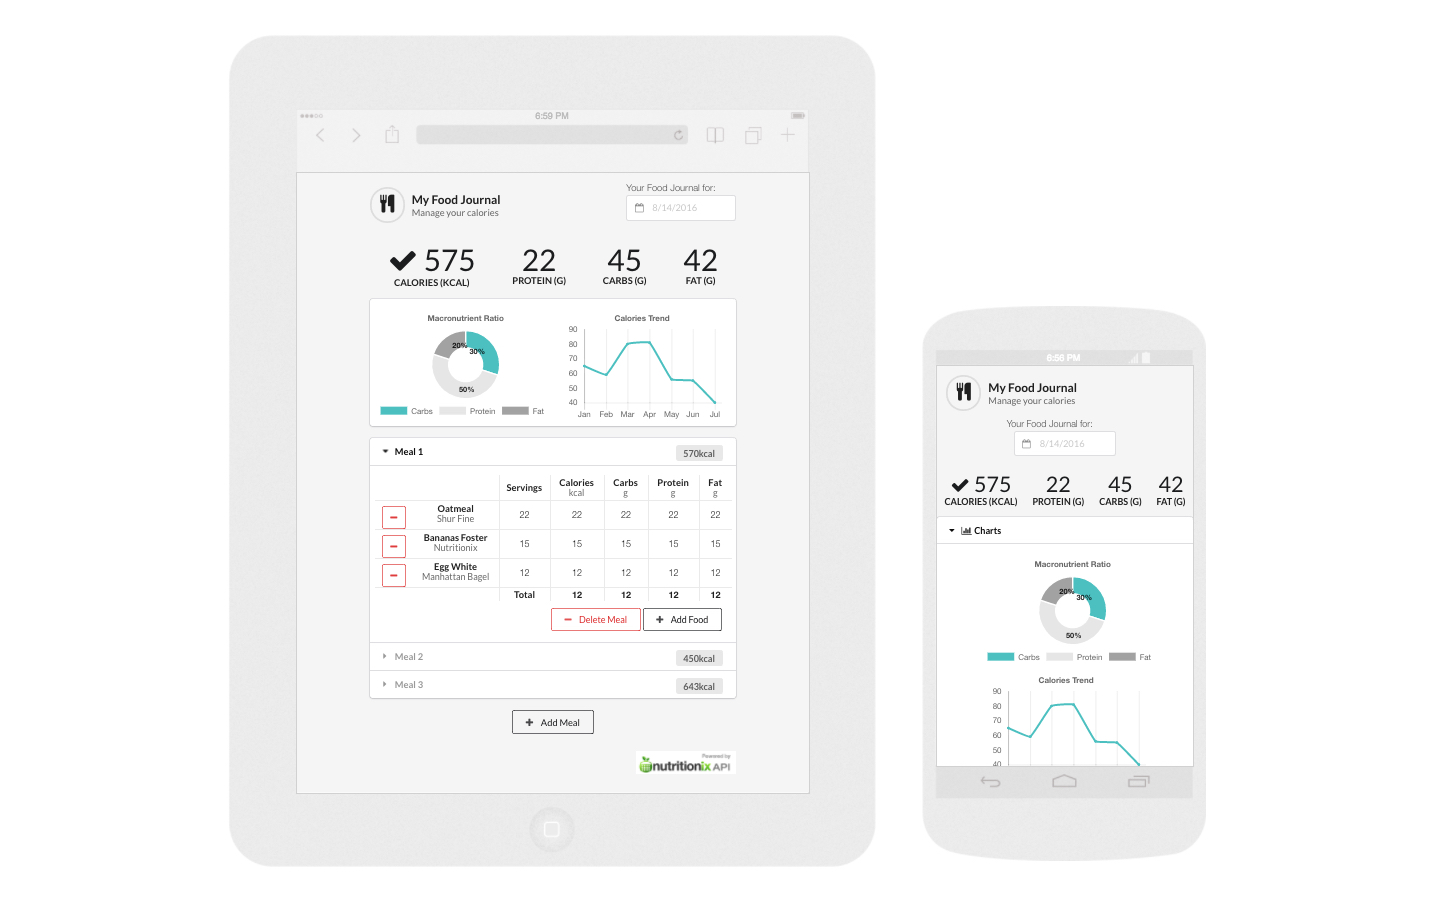 6:59 PM
My Food Journal
Manage your calories
Your Food Journal for:
8/14/2016
575
CALORIES (KCAL)
22
PROTEIN (G)
45
CARBS (G)
42
FAT (G)
Macronutrient Ratio
20%
30%
50%
Carbs Protein Fat
Calories Trend
90
80
70
60
50
40
Jan Feb Mar Apr May Jun Jul
Meal 1 570kcal
Servings Calories Carbs Protein Fat
kcal g g g
Oatmeal
Shur Fine
22 22 22 22 22
Bananas Foster
Nutritionix
15 15 15 15 15
Egg White
Manhattan Bagel
12 12 12 12 12
Total 12 12 12 12
Delete Meal Add Food
Meal 2 450kcal
Meal 3 643kcal
Add Meal
Powered by
nutritionix API
6:56 PM
My Food Journal
Manage your calories
Your Food Journal for:
8/14/2016
575
CALORIES (KCAL)
22
PROTEIN (G)
45
CARBS (G)
42
FAT (G)
Charts
Macronutrient Ratio
20%
30%
50%
Carbs Protein Fat
Calories Trend
90
80
70
60
50
40